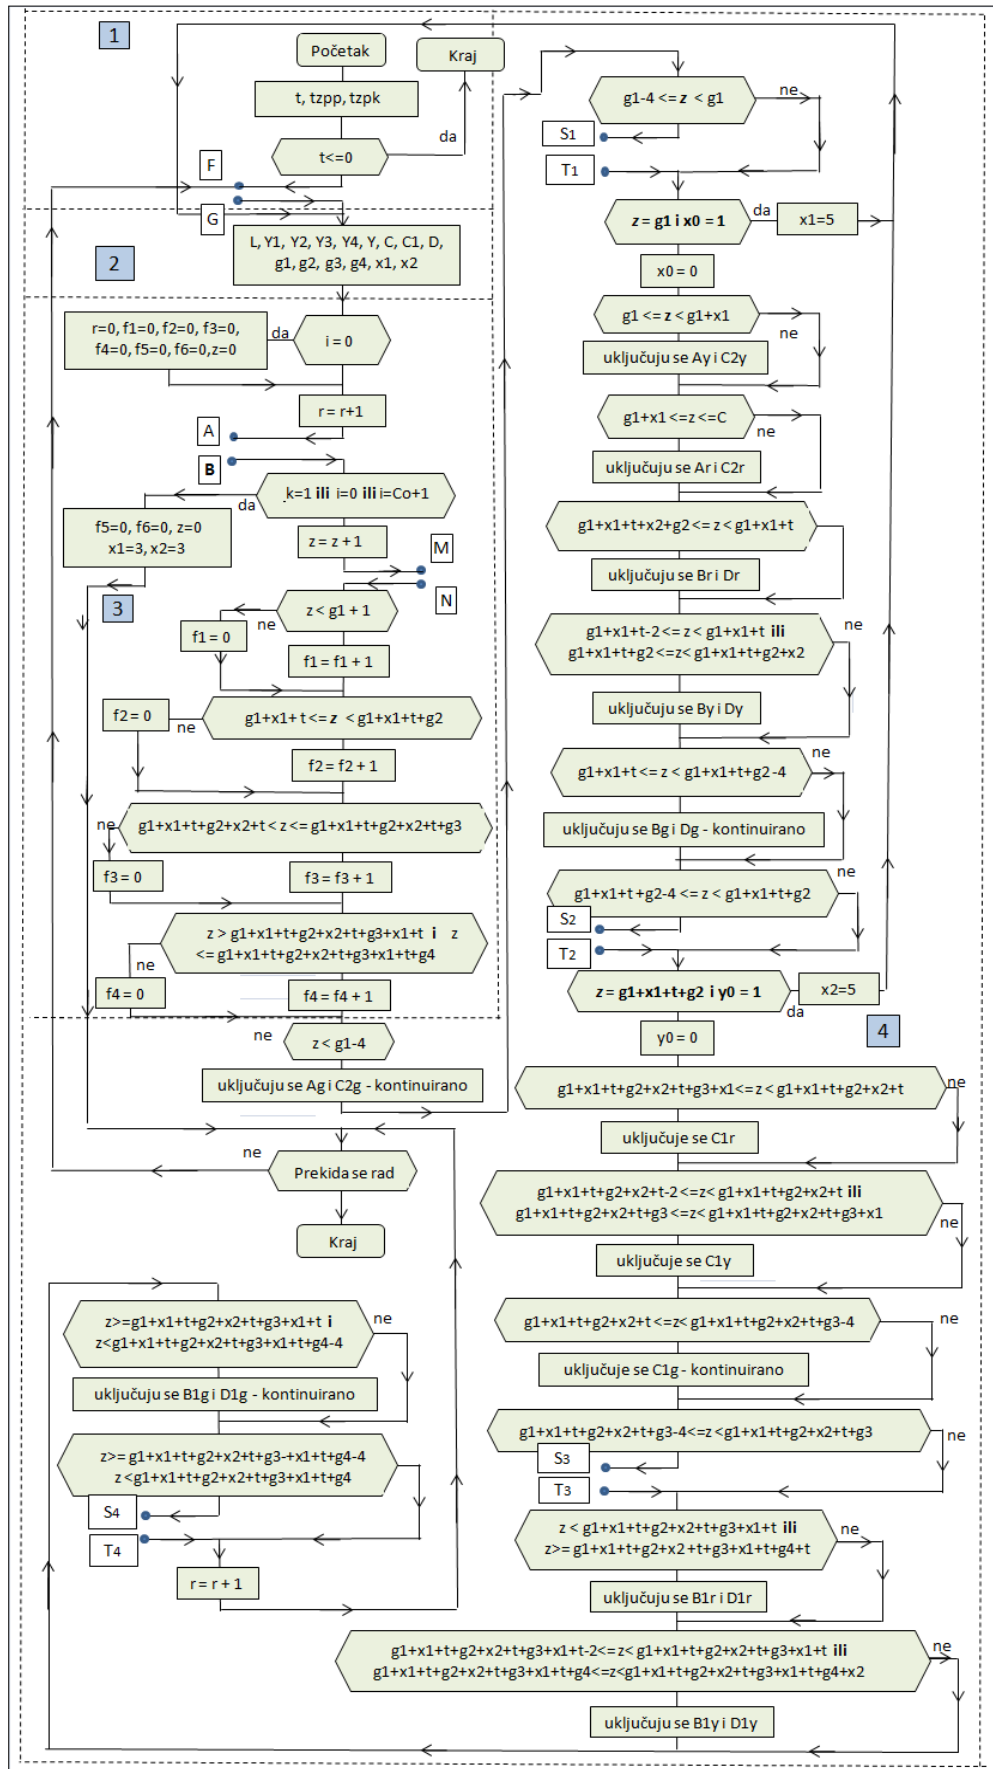 1
Početak
Kraj
t, tzpp, tzpk
da
t<=0
F
G
L, Y1, Y2, Y3, Y4, Y, C, C1, D,
g1, g2, g3, g4, x1, x2
2
r=0, f1=0, f2=0, f3=0,
f4=0, f5=0, f6=0,z=0
da
i = 0
r = r+1
A
B
k=1 ili i=0 ili i=Co+1
da
f5=0, f6=0, z=0
x1=3, x2=3
z = z + 1
M
N
3
z < g1 + 1
ne
f1 = 0
f1 = f1 + 1
f2 = 0
ne
g1+x1+ t<= z < g1+x1+t+g2
f2 = f2 + 1
ne
g1+x1+t+g2+x2+t < z <= g1+x1+t+g2+x2+t+g3
f3 = 0
f3 = f3 + 1
z > g1+x1+t+g2+x2+t+g3+x1+t i z
<= g1+x1+t+g2+x2+t+g3+x1+t+g4
ne
f4 = 0
f4 = f4 + 1
ne
z < g1-4
uključuju se Ag i C2g - kontinuirano
ne
Prekida se rad
Kraj
z>=g1+x1+t+g2+x2+t+g3+x1+t i
z<g1+x1+t+g2+x2+t+g3+x1+t+g4-4
ne
uključuju se B1g i D1g - kontinuirano
z>= g1+x1+t+g2+x2+t+g3-+x1+t+g4-4
z<g1+x1+t+g2+x2+t+g3+x1+t+g4
S4
T4
r = r + 1
g1-4 <= z < g1
ne
S1
T1
z = g1 i x0 = 1
da
x1=5
x0 = 0
g1 <= z < g1+x1
ne
uključuju se Ay i C2y
g1+x1 <=z <=C
ne
uključuju se Ar i C2r
g1+x1+t+x2+g2<= z < g1+x1+t
uključuju se Br i Dr
g1+x1+t-2 <= z < g1+x1+t ili
g1+x1+t+g2 <=z< g1+x1+t+g2+x2
ne
uključuju se By i Dy
g1+x1+t <= z < g1+x1+t+g2-4
ne
uključuju se Bg i Dg - kontinuirano
g1+x1+t +g2-4 <= z < g1+x1+t+g2
ne
S2
T2
z = g1+x1+t+g2 i y0 = 1
da
x2=5
4
y0 = 0
g1+x1+t+g2+x2+t+g3+x1<= z < g1+x1+t+g2+x2+t
ne
uključuje se C1r
g1+x1+t+g2+x2+t-2 <=z< g1+x1+t+g2+x2+t ili
g1+x1+t+g2+x2+t+g3 <=z< g1+x1+t+g2+x2+t+g3+x1
ne
uključuje se C1y
g1+x1+t+g2+x2+t <=z< g1+x1+t+g2+x2+t+g3-4
ne
uključuje se C1g - kontinuirano
g1+x1+t+g2+x2+t+g3-4<=z<g1+x1+t+g2+x2+t+g3
ne
S3
T3
z < g1+x1+t+g2+x2+t+g3+x1+t ili
z>= g1+x1+t+g2+x2 +t+g3+x1+t+g4+t
ne
uključuju se B1r i D1r
g1+x1+t+g2+x2+t+g3+x1+t-2<=z< g1+x1+t+g2+x2+t+g3+x1+t ili
g1+x1+t+g2+x2+t+g3+x1+t+g4<=z<g1+x1+t+g2+x2+t+g3+x1+t+g4+x2
ne
uključuju se B1y i D1y